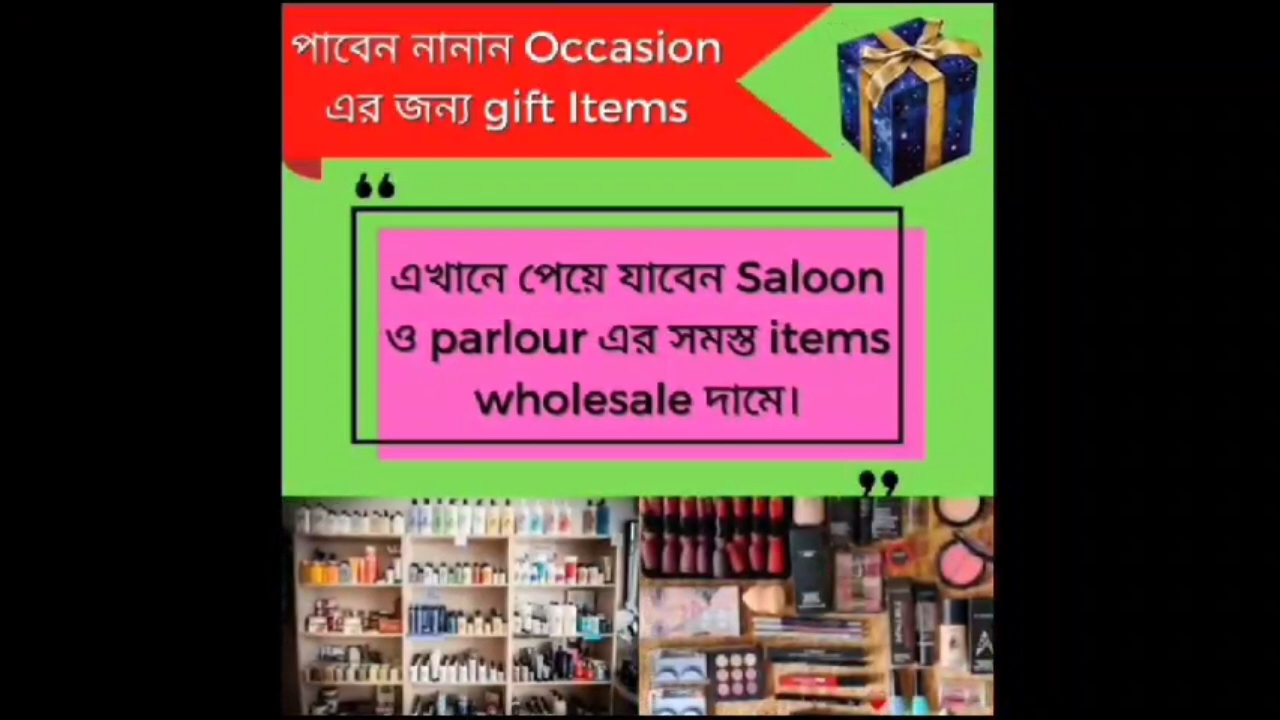 পাবেন নানান Occasion
এর জন্য gift Items
“
এখানে পেয়ে যাবেন Saloon
ও parlour এর সমস্ত items
wholesale দামে।
”